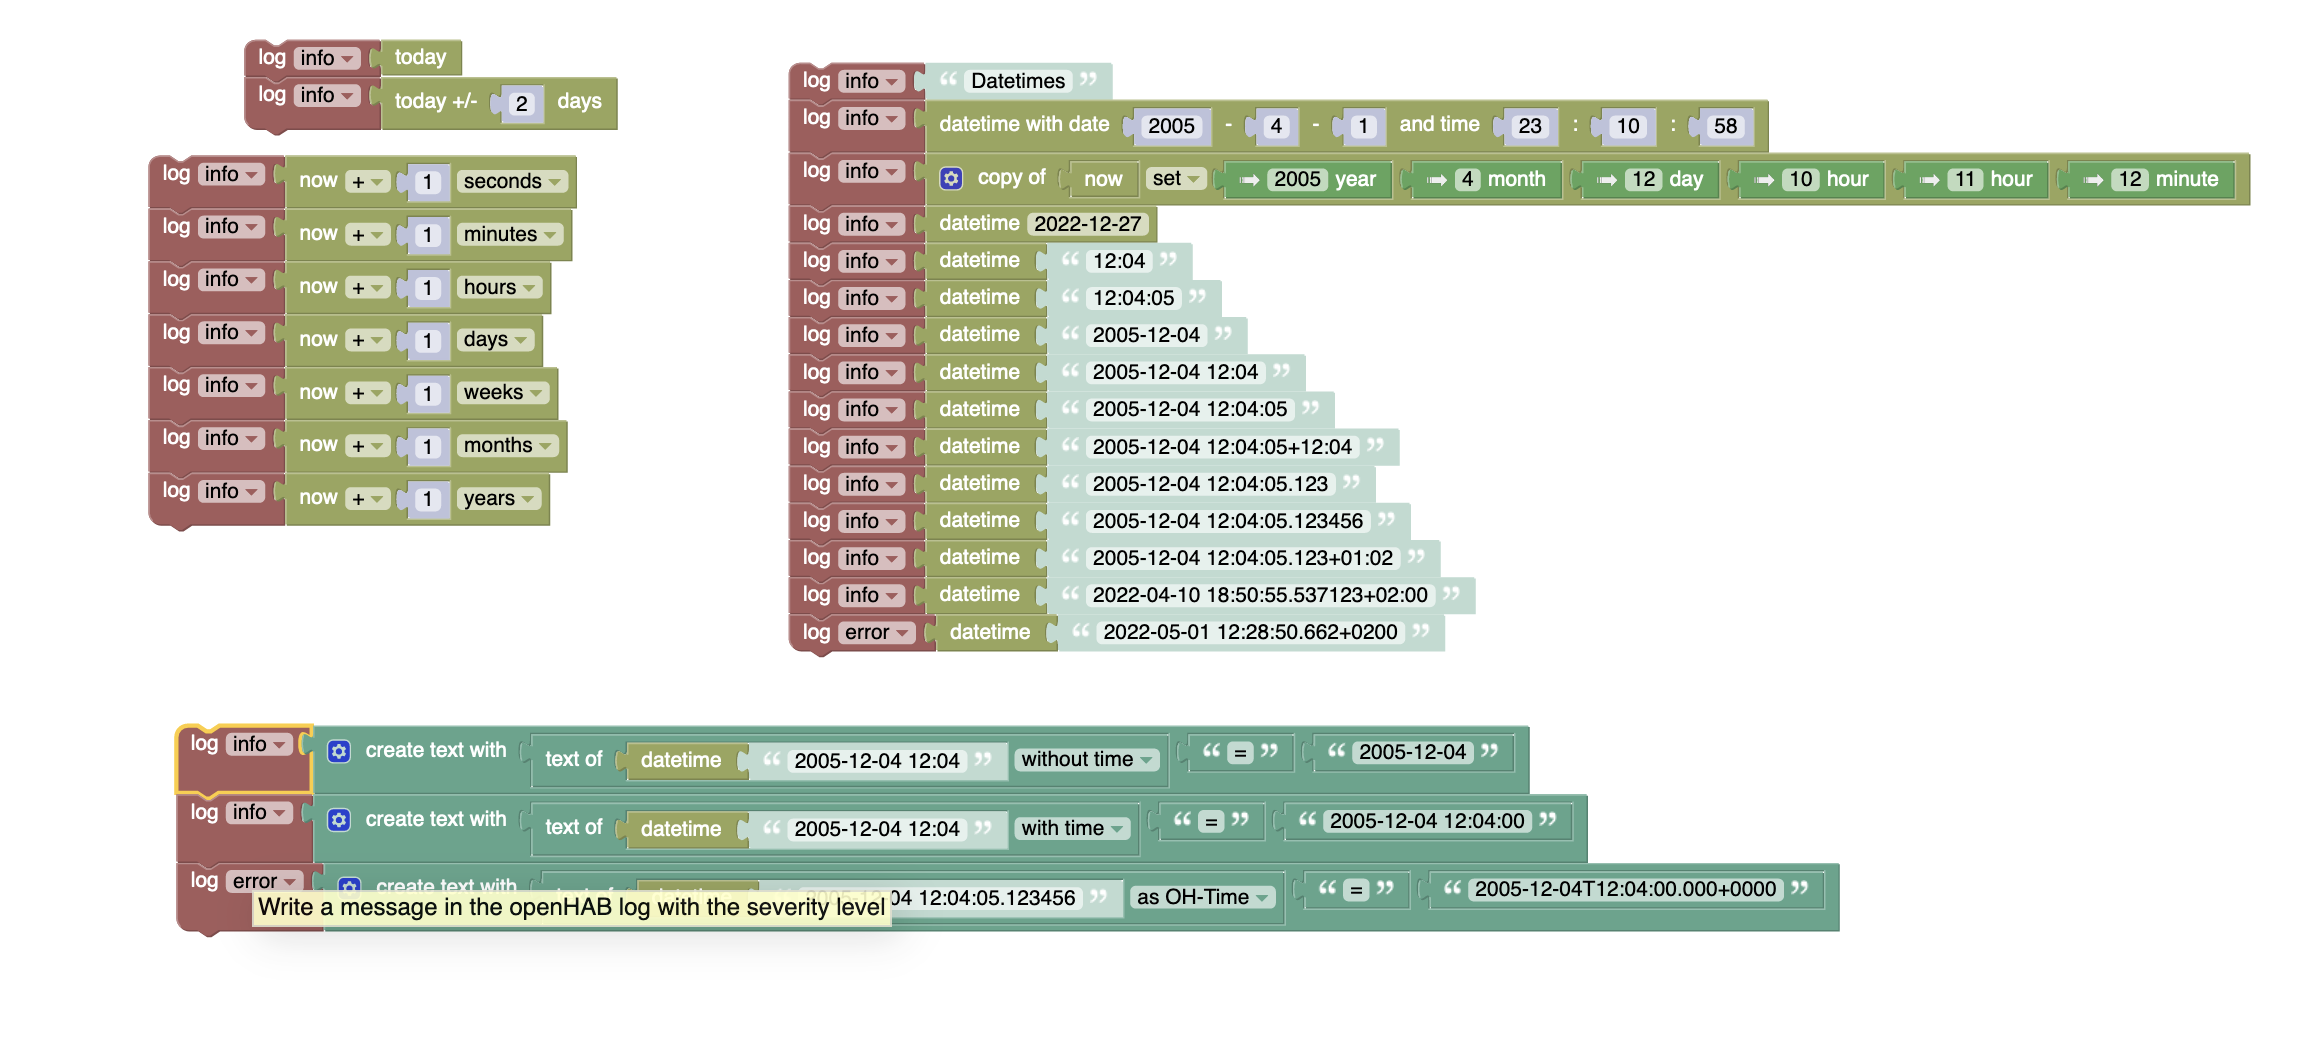 log info today
log info today +/- 2 days
log info now + 1 seconds
log info now + 1 minutes
log info now + 1 hours
log info now + 1 days
log info now + 1 weeks
log info now + 1 months
log info now + 1 years
log info “ Datetimes ”
log info datetime with date 2005 - 4 - 1 and time 23 : 10 : 58
log info copy of now set 2005 year 4 month 12 day 10 hour 11 hour 12 minute
log info datetime 2022-12-27
log info datetime “ 12:04 ”
log info datetime “ 12:04:05 ”
log info datetime “ 2005-12-04 ”
log info datetime “ 2005-12-04 12:04 ”
log info datetime “ 2005-12-04 12:04:05 ”
log info datetime “ 2005-12-04 12:04:05+12:04 ”
log info datetime “ 2005-12-04 12:04:05.123 ”
log info datetime “ 2005-12-04 12:04:05.123456 ”
log info datetime “ 2005-12-04 12:04:05.123+01:02 ”
log info datetime “ 2022-04-10 18:50:55.537123+02:00 ”
log error datetime “ 2022-05-01 12:28:50.662+0200 ”
log info create text with text of datetime “ 2005-12-04 12:04 ” without time “ = ” “ 2005-12-04 ”
log info create text with text of datetime “ 2005-12-04 12:04 ” with time “ = ” “ 2005-12-04 12:04:00 ”
log error create text with text of datetime “ 2005-12-04 12:04:05.123456 ” as OH-Time “ = ” “ 2005-12-04T12:04:00.000+0000 ”
Write a message in the openHAB log with the severity level